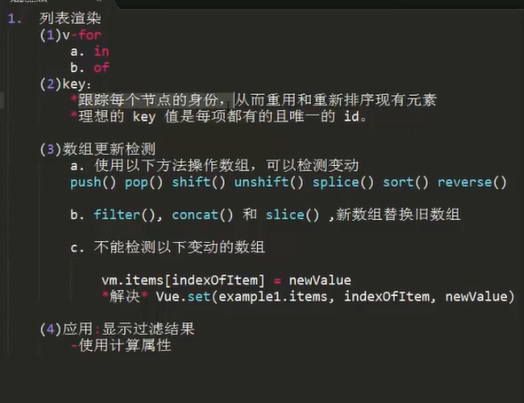 1. 列表渲染
(1)v-for
a. in
b. of
(2)key:
*跟踪每个节点的身份，从而重用和重新排序现有元素
*理想的 key 值是每项都有的且唯一的 id。
(3)数组更新检测
a. 使用以下方法操作数组，可以检测变动
push() pop() shift() unshift() splice() sort() reverse()
b. filter(), concat() 和 slice() ,新数组替换旧数组
c. 不能检测以下变动的数组
vm.items[indexOfItem] = newValue
*解决* Vue.set(example1.items, indexOfItem, newValue)
(4)应用:显示过滤结果
-使用计算属性